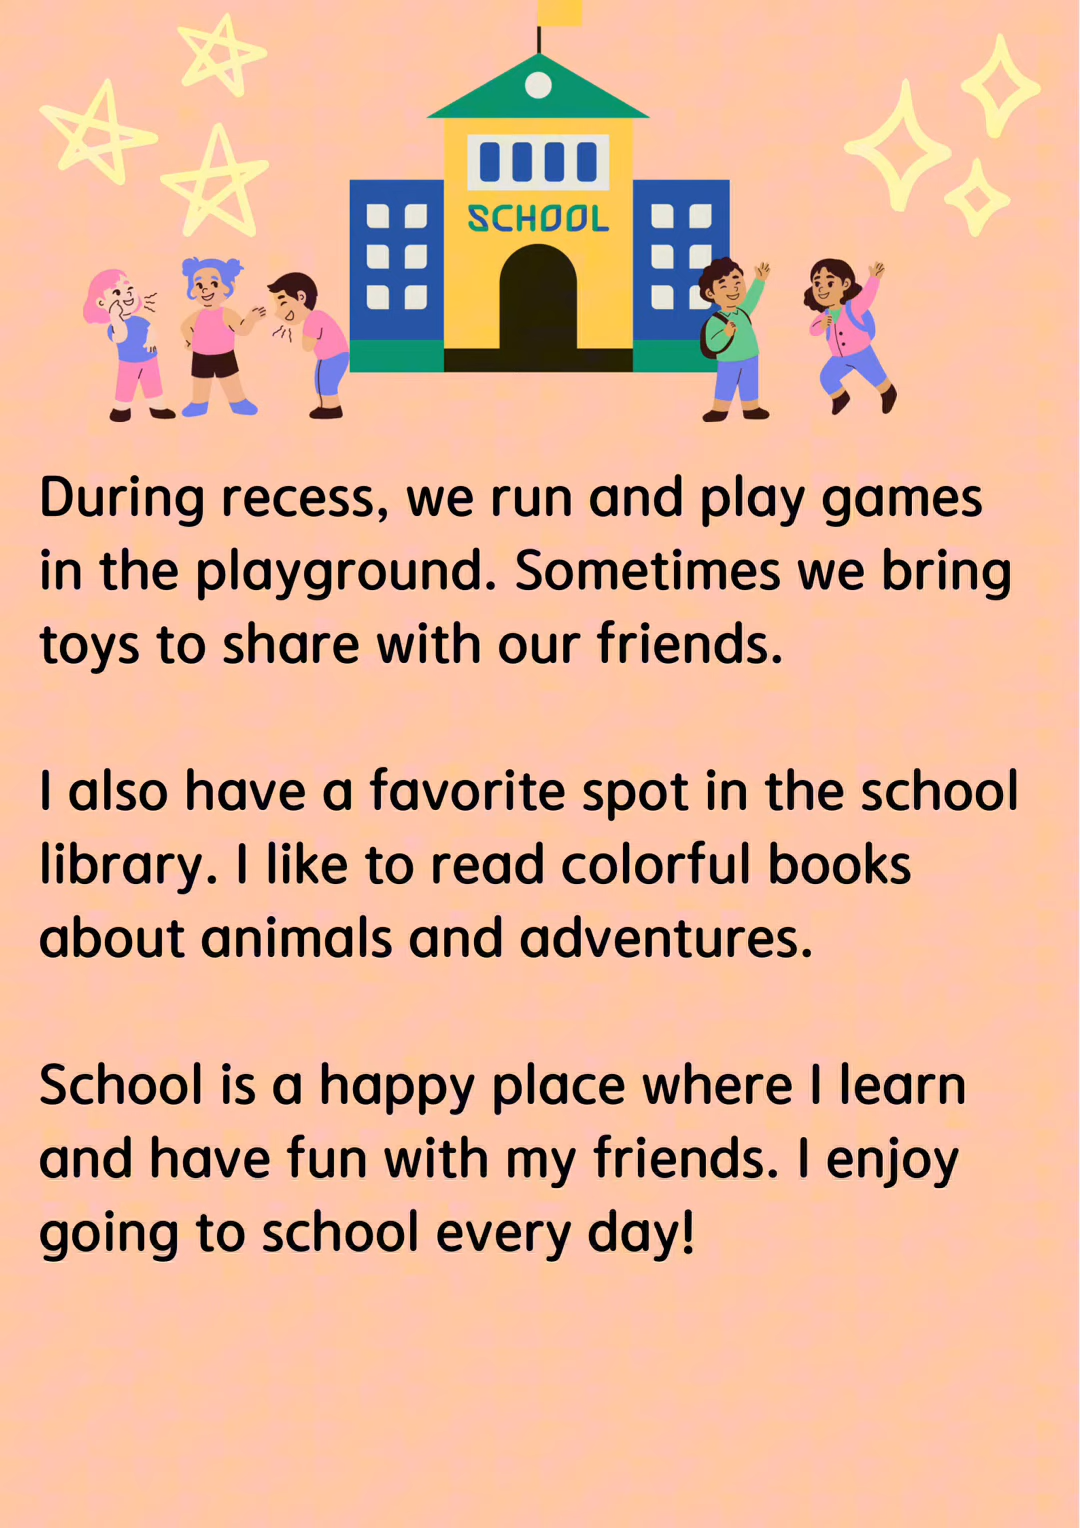 SCHOOL
During recess, we run and play games
in the playground. Sometimes we bring
toys to share with our friends.
I also have a favorite spot in the school
library. I like to read colorful books
about animals and adventures.
School is a happy place where I learn
and have fun with my friends. I enjoy
going to school every day!